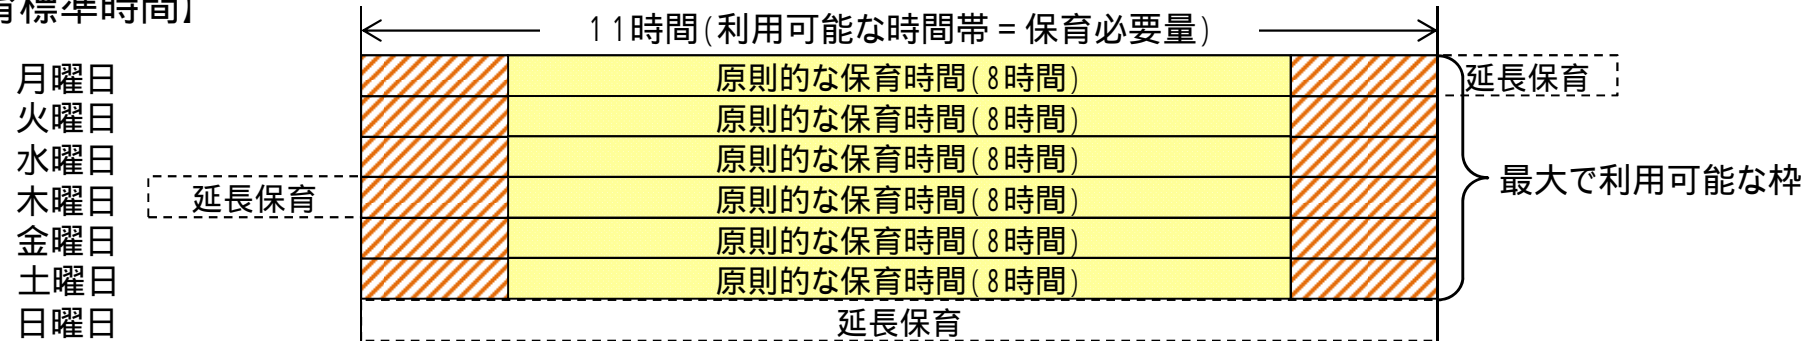 育標準時間】
11時間(利用可能な時間帯=保育必要量)
月曜日 原則的な保育時間(8時間) 延長保育
火曜日 原則的な保育時間(8時間)
水曜日 原則的な保育時間(8時間)
木曜日 延長保育 原則的な保育時間(8時間) 最大で利用可能な枠
金曜日 原則的な保育時間(8時間)
土曜日 原則的な保育時間(8時間)
日曜日 延長保育